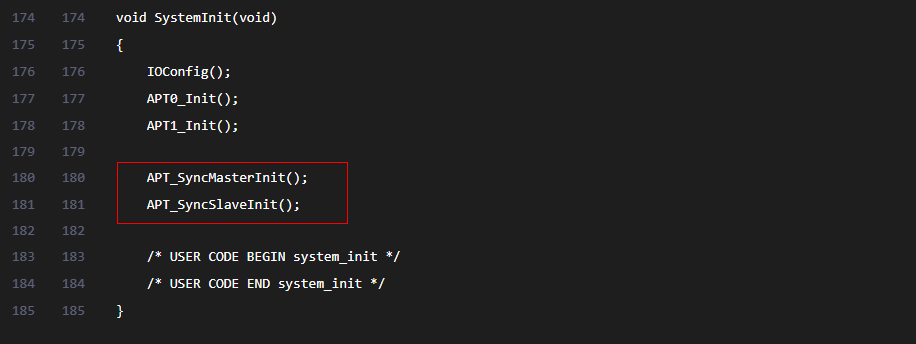 174 174 void SystemInit(void)
175 175 {
176 176 IOConfig();
177 177 APT0_Init();
178 178 APT1_Init();
179 179
180 180 APT_SyncMasterInit();
181 181 APT_SyncSlaveInit();
182 182
183 183 /* USER CODE BEGIN system_init */
184 184 /* USER CODE END system_init */
185 185 }